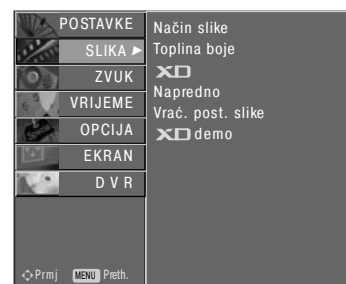 POSTAVKE
SLIKA ►
ZVUK
VRIJEME
OPCIJA
EKRAN
D V R
Prmj MENU Preth.
Način slike
Toplina boje
XD
Napredno
Vrać. post. slike
XD demo